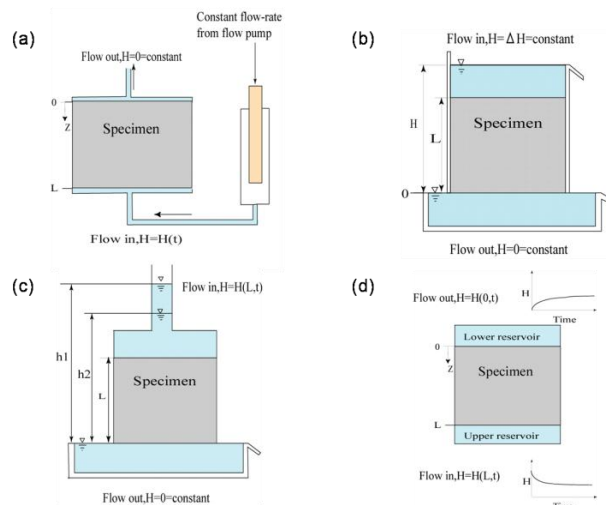 (a)
Constant flow-rate
from flow pump
Flow out,H=0=constant
0
Z
Specimen
L
Flow in,H=H(t)
(b)
Flow in,H=ΔH=constant
H
L
Specimen
0
Flow out,H=0=constant
(c)
Flow in,H=H(L,t)
h1
h2
L
Specimen
Flow out,H=0=constant
(d)
Flow out,H=H(0,t)
H
Time
Lower reservoir
0
Z
Specimen
L
Upper reservoir
Flow in,H=H(L,t)
H
Time